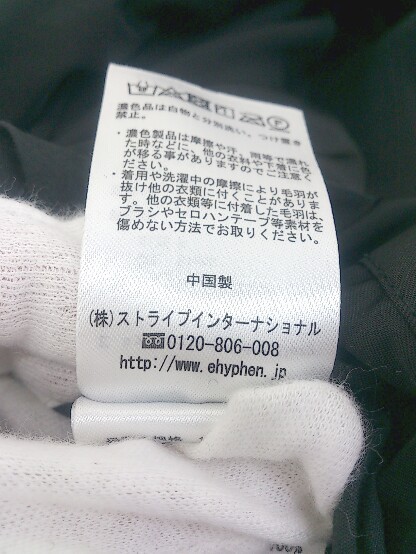 濃色品は白物と分別洗い。つけ置き
禁止。
・濃色製品は摩擦や汗、雨等で濡れ
た時などに、他の衣料や下着に色
が移る事がありますのでご注意く
ださい。
・着用や洗濯中の摩擦により毛羽が
抜け他の衣類に付くことがありま
す。他の衣類等に付着した毛羽は、
ブラシやセロハンテープ等素材を
傷めない方法でお取りください。
中国製
(株)ストライプインターナショナル
0120-806-008
http://www.ehyphen.jp